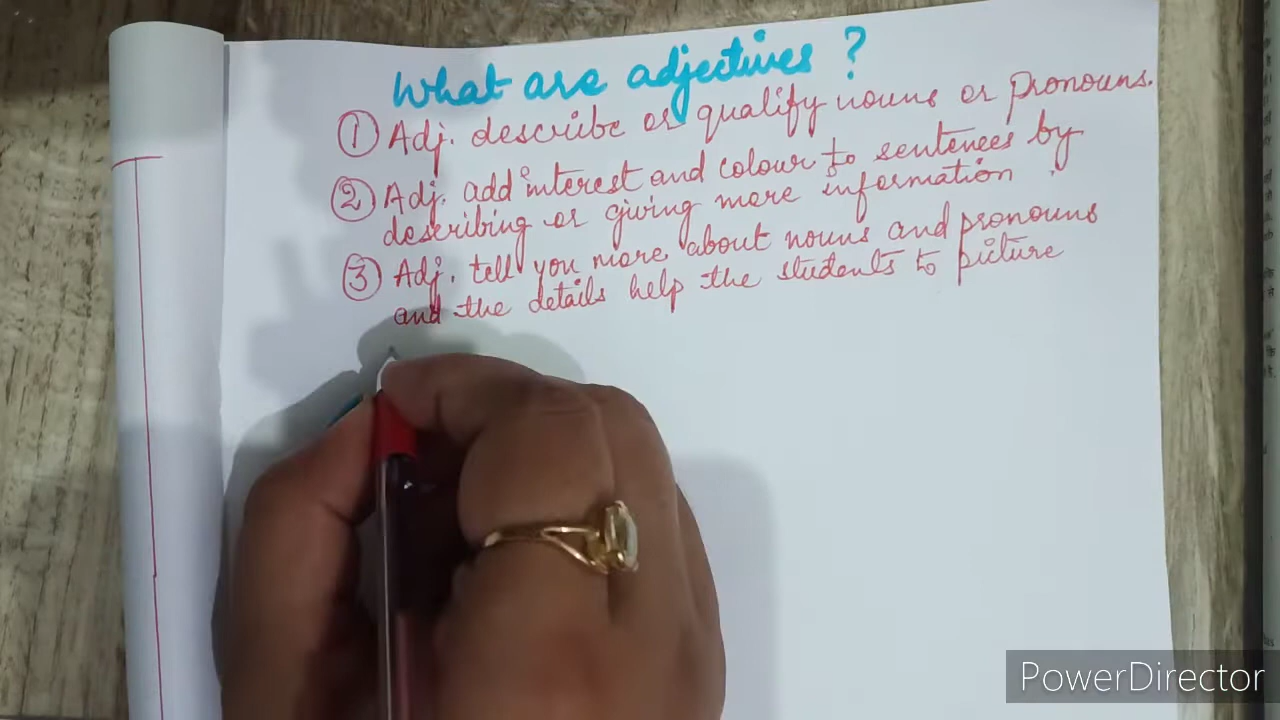 What are adjectives ?
① Adj. describe or qualify nouns or pronouns.
② Adj. add interest and colour to sentences by
describing or giving more information.
③ Adj. tell you more about nouns and pronouns
and the details help the students to picture
PowerDirector